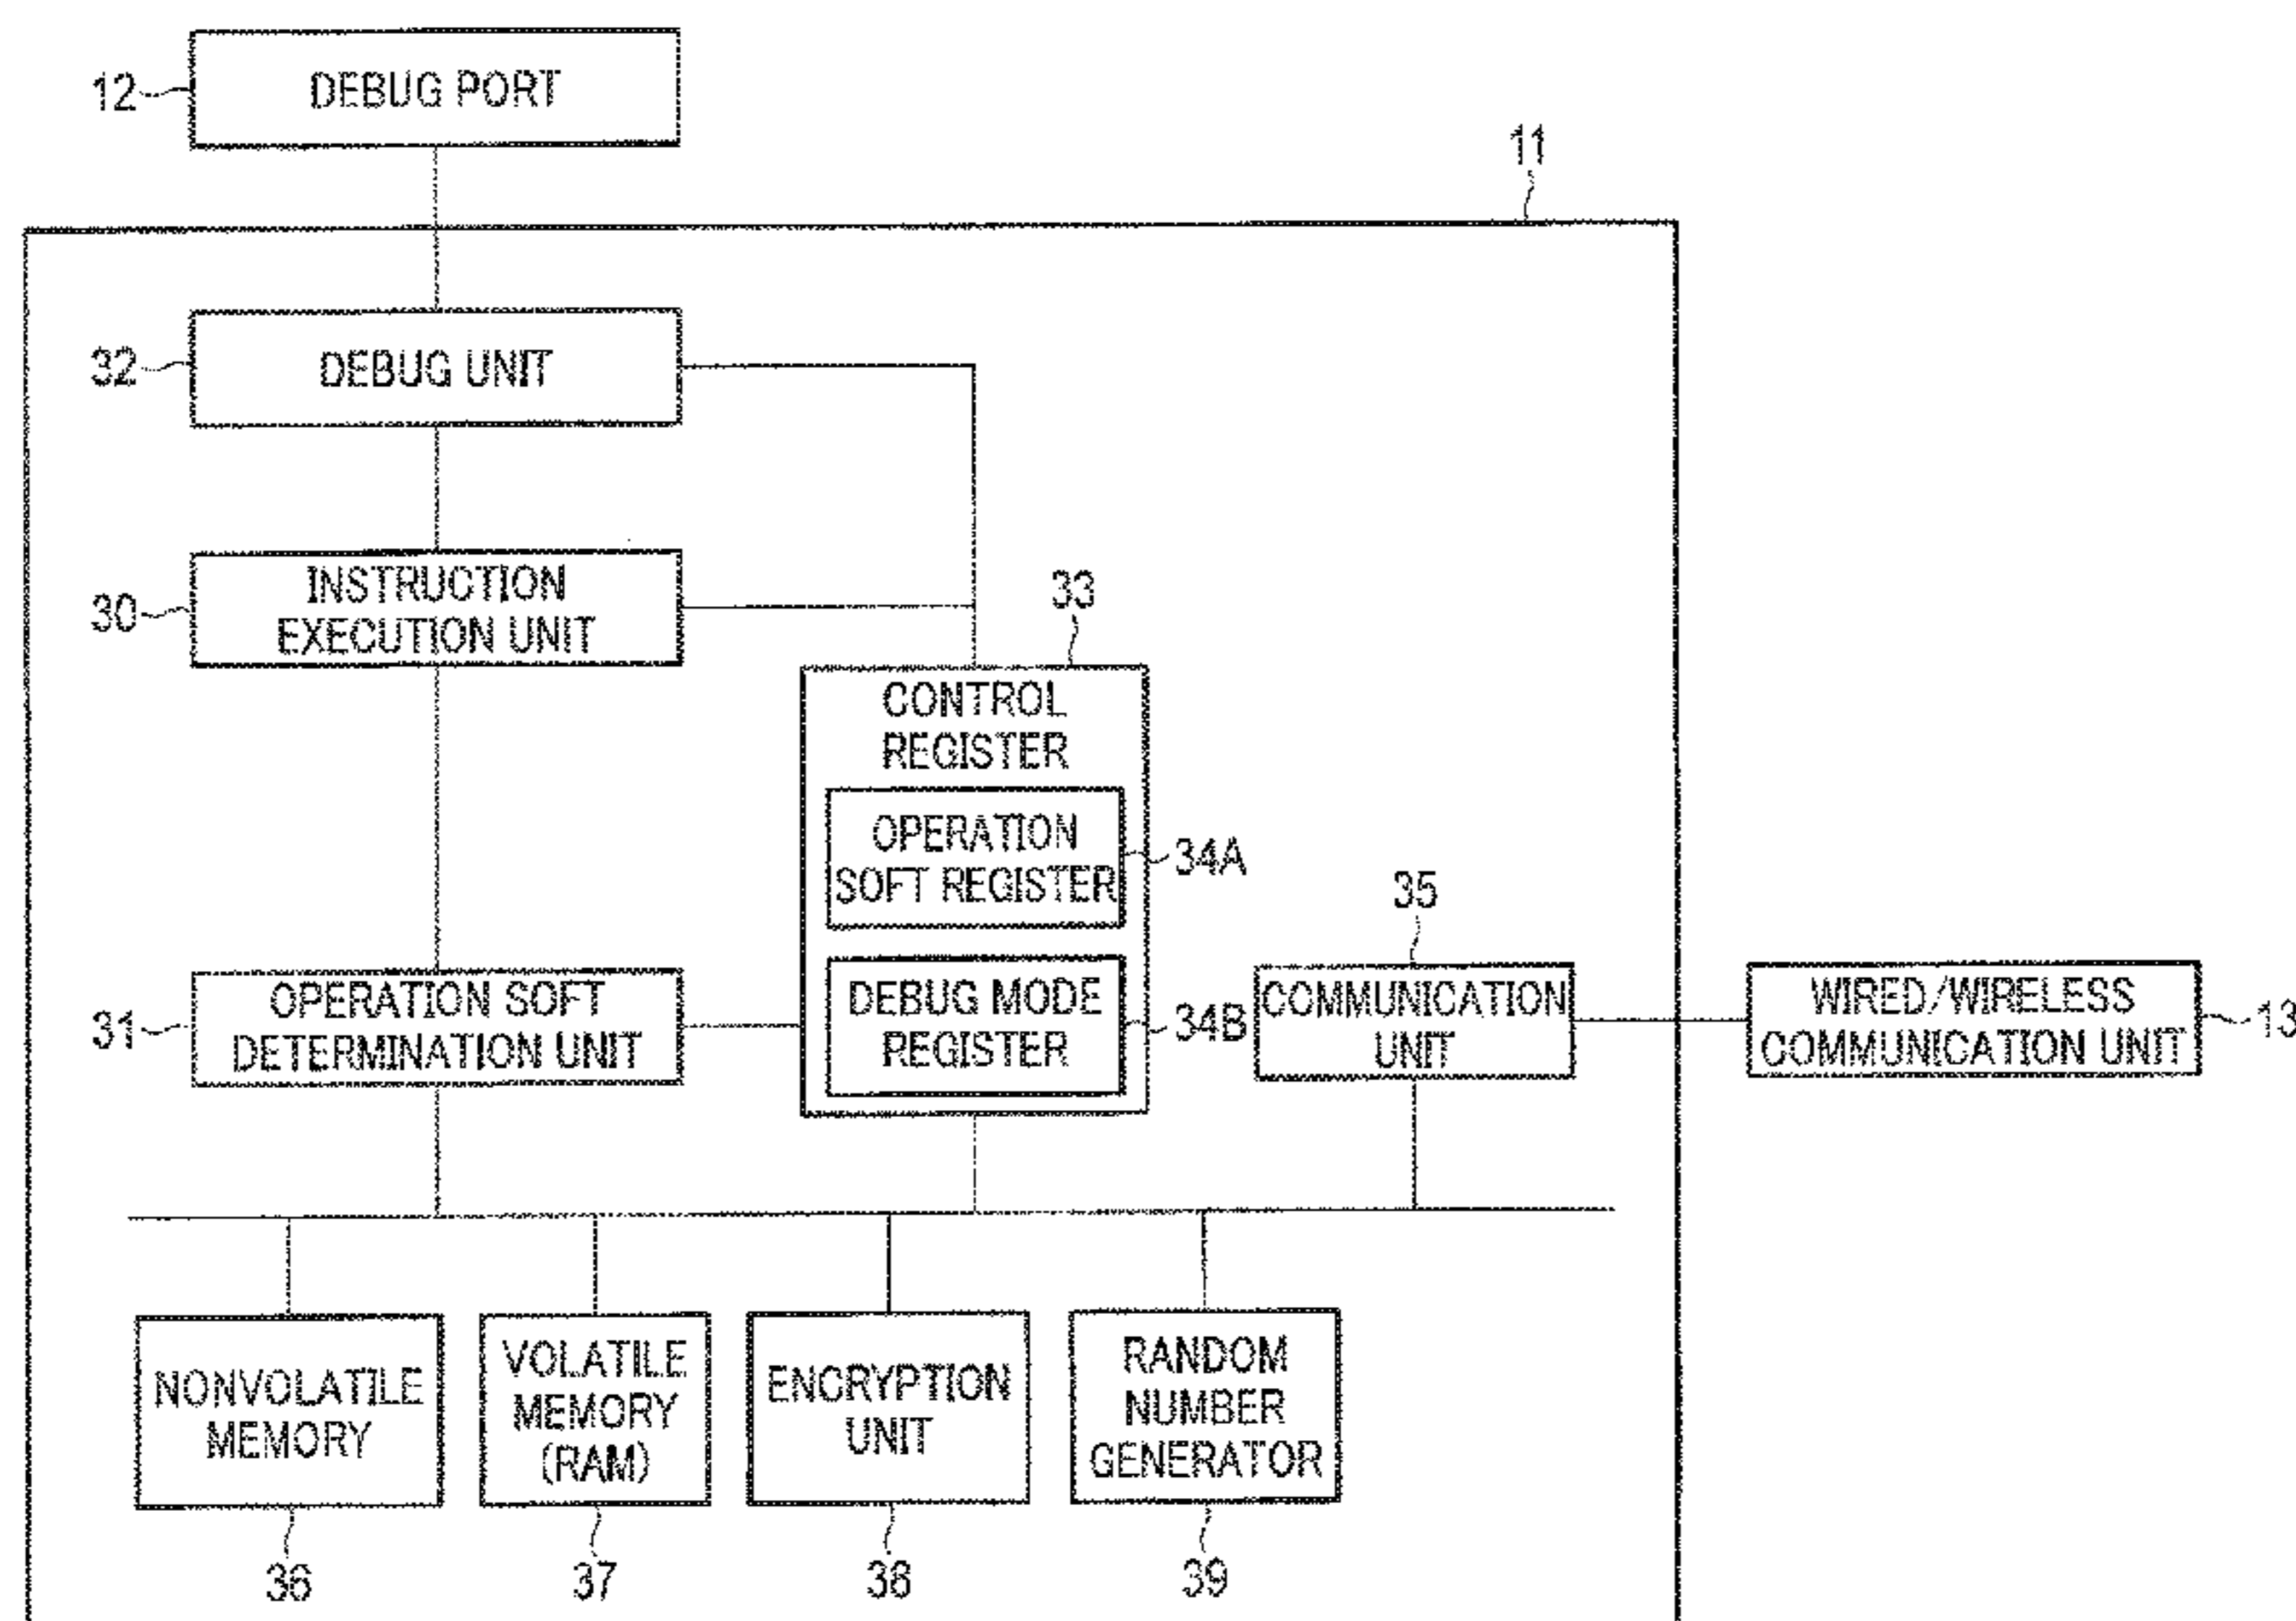 12
DEBUG PORT
11
32
DEBUG UNIT
30
INSTRUCTION
EXECUTION UNIT
33
CONTROL
REGISTER
OPERATION
SOFT REGISTER
34A
35
31
OPERATION SOFT
DETERMINATION UNIT
DEBUG MODE
REGISTER
34B
COMMUNICATION
UNIT
WIRED/WIRELESS
COMMUNICATION UNIT
13
NONVOLATILE
MEMORY
VOLATILE
MEMORY
(RAM)
ENCRYPTION
UNIT
RANDOM
NUMBER
GENERATOR
36
37
38
39